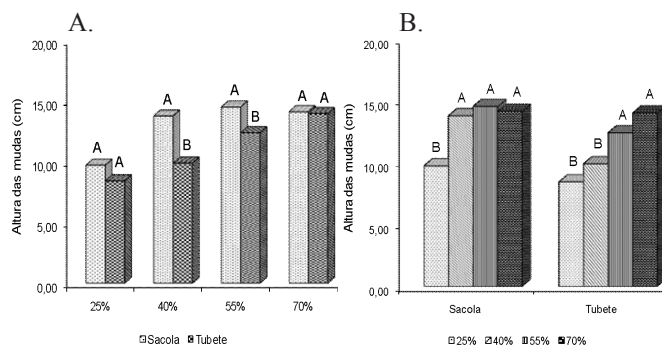 A.
20,00
15,00
10,00
5,00
0,00
Altura das mudas (cm)
A A
A B
A B
A A
25% 40% 55% 70%
Sacola Tubete
B.
20,00
15,00
10,00
5,00
0,00
Altura das mudas (cm)
B A A A
B B A A
Sacola Tubete
25% 40% 55% 70%